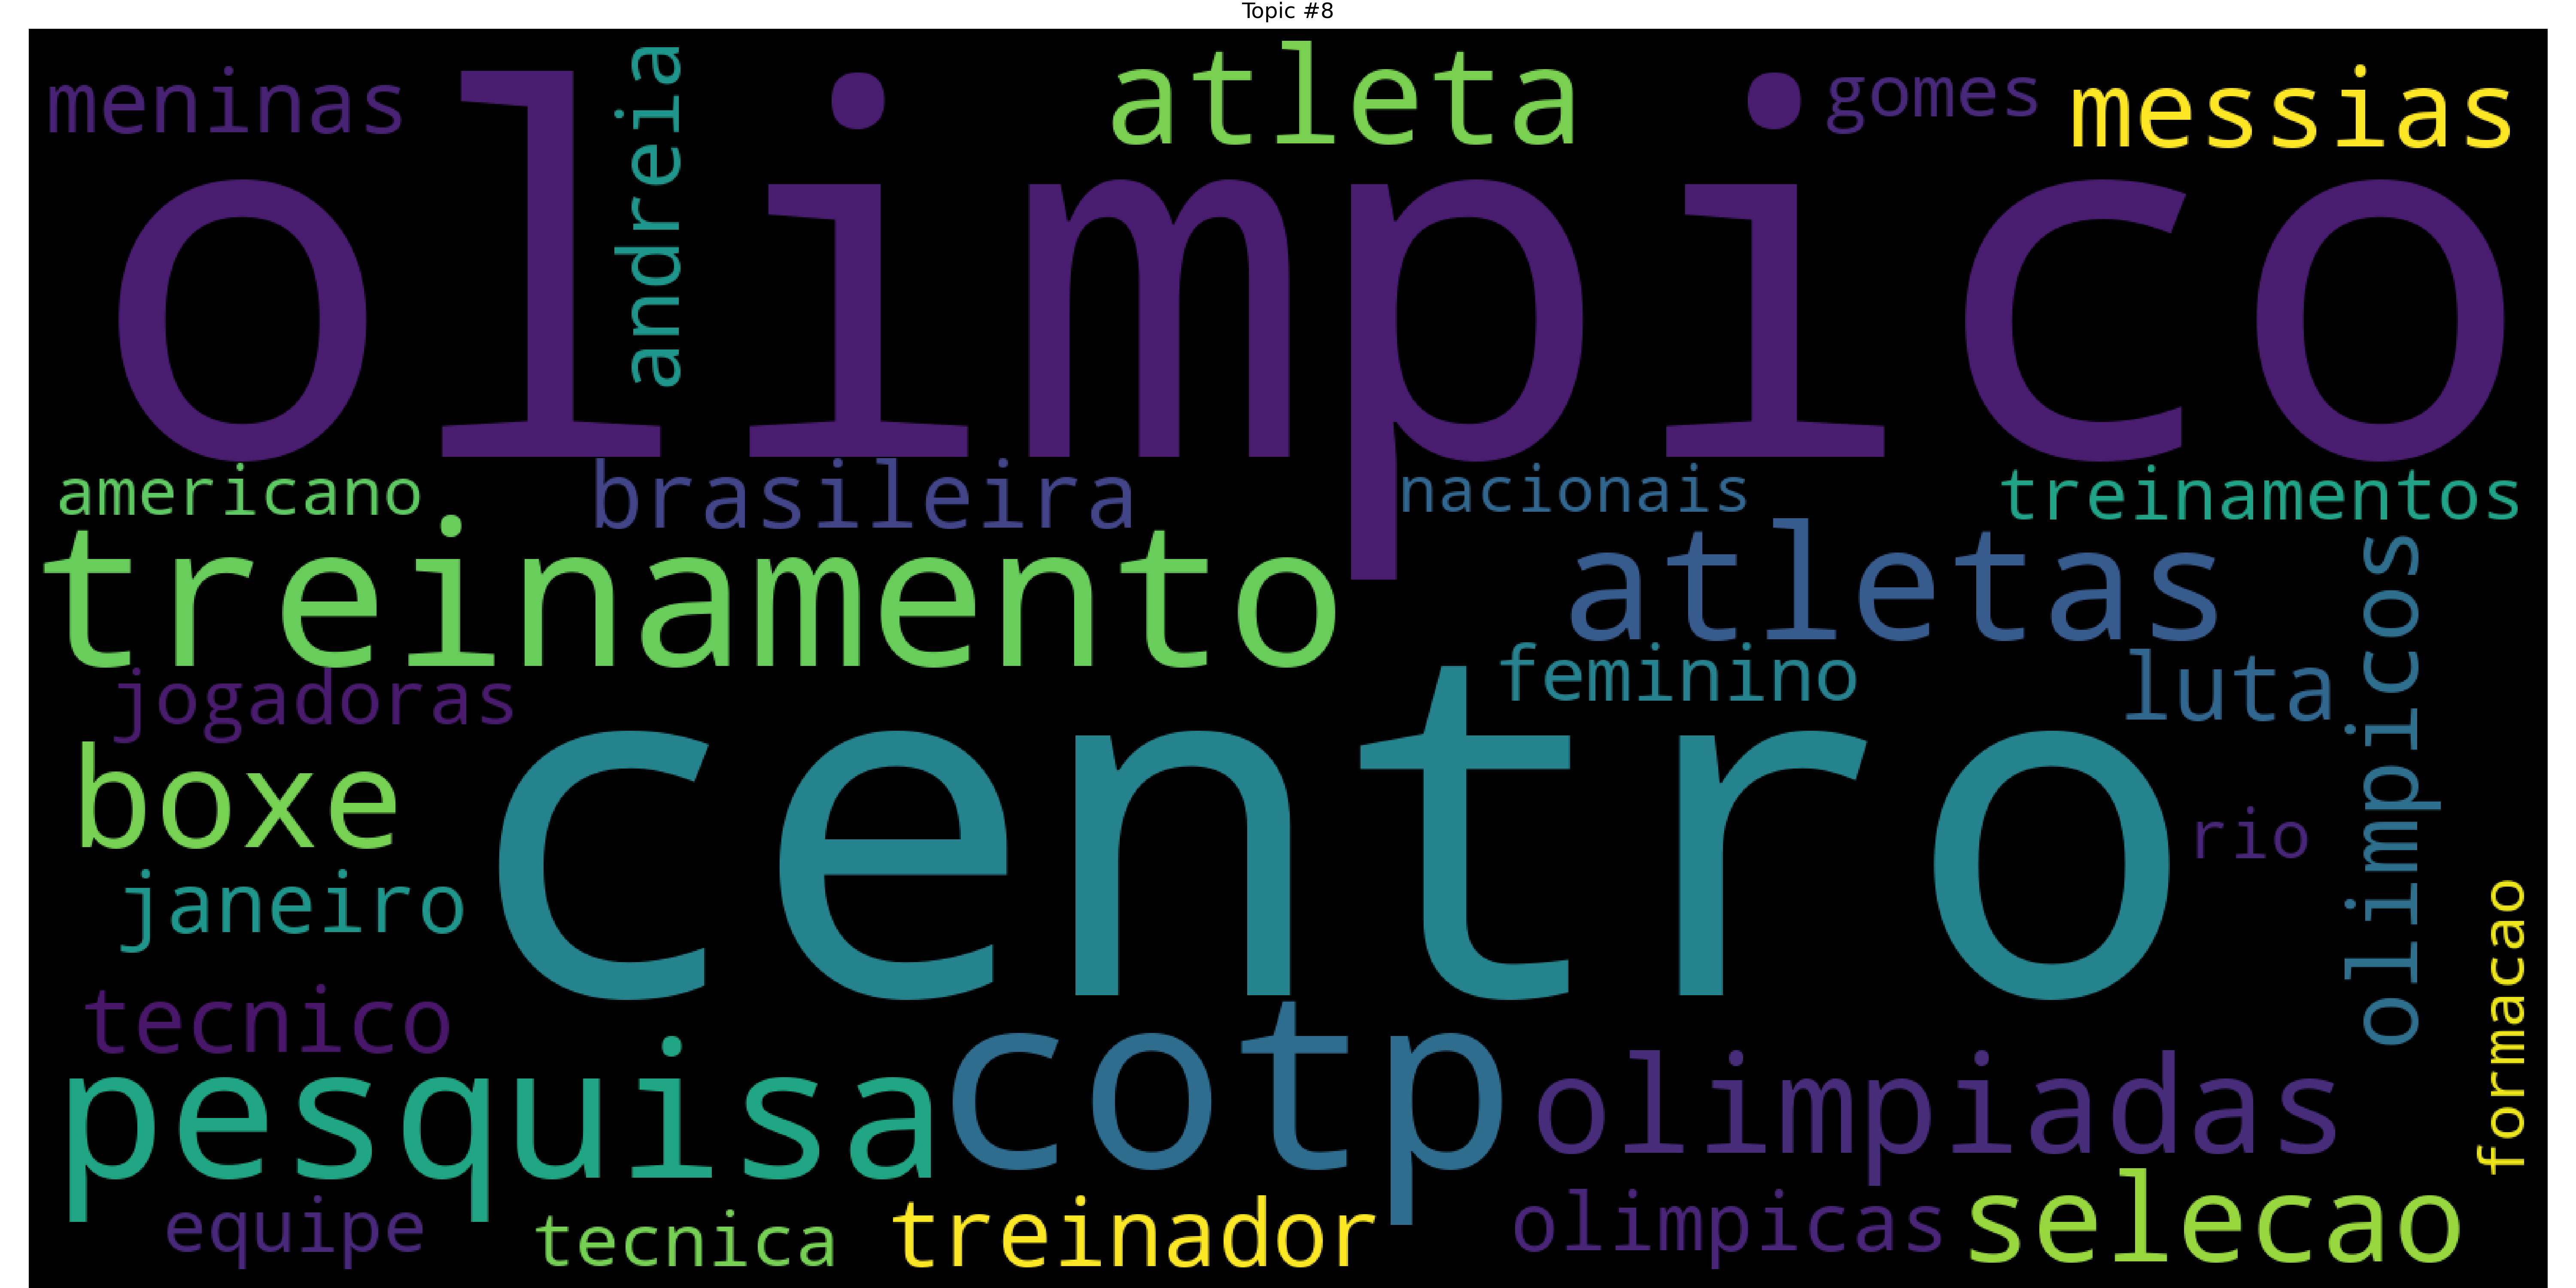 Topic #8
meninas
andreia
atleta
gomes
messias
olimpico
americano
brasileira
nacionais
treinamentos
treinamento
atletas
olimpicos
jogadoras
feminino
luta
boxe
centro
rio
janeiro
formacao
tecnico
pesquisa
cotp
olimpiadas
equipe
tecnica
treinador
olimpicas
selecao